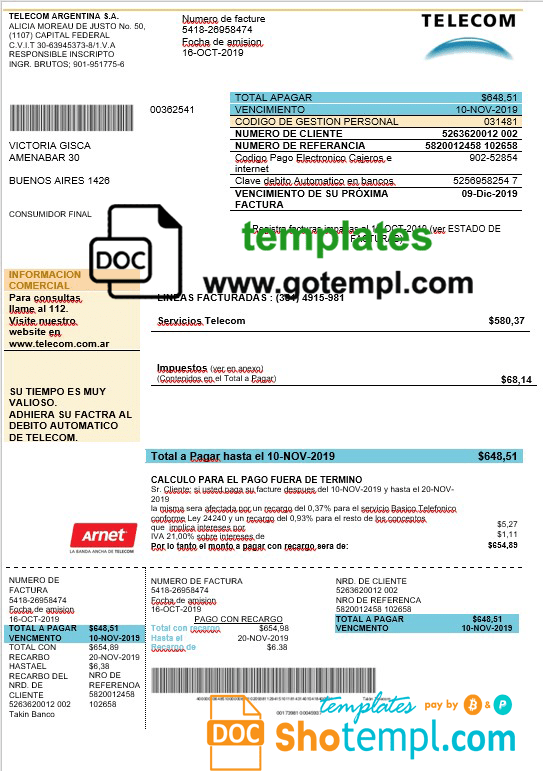 TELECOM ARGENTINA S.A.
ALICIA MOREAU DE JUSTO No. 50,
(1107) CAPITAL FEDERAL
C.V.I.T 30-63945373-8/1.V.A
RESPONSIBLE INSCRIPTO
INGR. BRUTOS; 901-951775-6
Numero de facture
5418-26958474
Focha de amision
16-OCT-2019
TELECOM
00362541
TOTAL APAGAR $648,51
VENCIMIENTO 10-NOV-2019
CODIGO DE GESTION PERSONAL 031481
NUMERO DE CLIENTE 5263620012 002
NUMERO DE REFERANCIA 5820012458 102658
Codigo Pago Electronico Cajeros e internet 902-52854
Clave debito Automatico en bancos. 5256958254 7
VENCIMIENTO DE SU PRÓXIMA FACTURA 09-Dic-2019
VICTORIA GISCA
AMENABAR 30
BUENOS AIRES 1426
CONSUMIDOR FINAL
(ver ESTADO DE
DOC
templates
www.gotempl.com
INFORMACION
COMERCIAL
Para consultas
llame al 112.
Visite nuestro
website en
www.telecom.com.ar
LINEAS FACTURADAS : (381) 4915-981
Servicios Telecom $580,37
Impuestos (ver en anexo)
(Contenidos en el Total a Pagar) $68,14
SU TIEMPO ES MUY
VALIOSO.
ADHIERA SU FACTRA AL
DEBITO AUTOMATICO
DE TELECOM.
Total a Pagar hasta el 10-NOV-2019 $648,51
CALCULO PARA EL PAGO FUERA DE TERMINO
Sr. Cliente: si usted paga su facture despues del 10-NOV-2019 y hasta el 20-NOV-
2019
la misma sera afectada por un recargo del 0,37% para el servicio Basico Telefonico
conforme Ley 24240 y un recargo del 0,93% para el resto de los conceptos
que implica intereses por $5,27
IVA 21,00% sobre intereses de $1,11
Por lo tanto el monto a pagar con recargo sera de: $654,89
arnet
LA BANDA ANCHA DE TELECOM
NUMERO DE
FACTURA
5418-26958474
Focha de amision
16-OCT-2019
TOTAL A PAGAR $648,51
VENCMENTO 10-NOV-2019
TOTAL CON $654,89
RECARBO 20-NOV-2019
HASTAEL $6,38
RECARBO DEL NRO DE
NRD. DE REFERENOA
CLIENTE 5820012458
5263620012 002 102658
Takin Banco
NUMERO DE FACTURA
5418-26958474
Focha de amision
16-OCT-2019
PAGO CON RECARGO
Total con recargo $654,98
Hasta el 20-NOV-2019
Recargo de $6.38
NRD. DE CLIENTE
5263620012 002
NRO DE REFERENCA
5820012458 102658
TOTAL A PAGAR $648,51
VENCMENTO 10-NOV-2019
DOC
templates
pay by
Shotempl.com